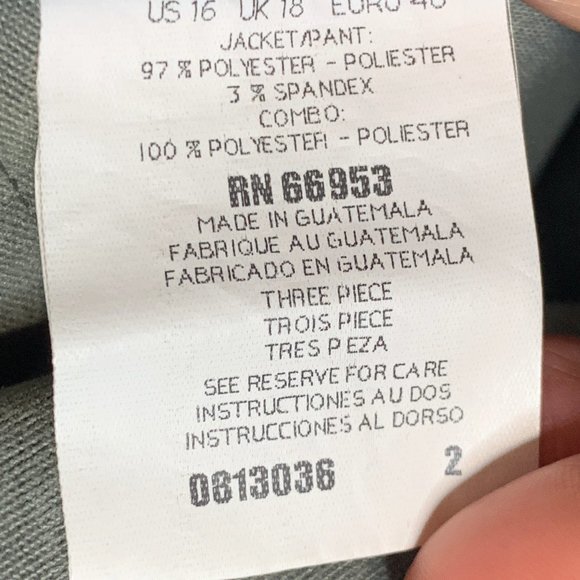 US 16 UK 18 EURO
JACKET/PANT:
97 % POLYESTER - POLIESTER
3 % SPANDEX
COMBO:
100 % POLYESTER - POLIESTER
RN 66953
MADE IN GUATEMALA
FABRIQUE AU GUATEMALA
FABRICADO EN GUATEMALA
THREE PIECE
TROIS PIECE
TRES PEZA
SEE RESERVE FOR CARE
INSTRUCTIONES AU DOS
INSTRUCCIONES AL DORSO
0613036 2